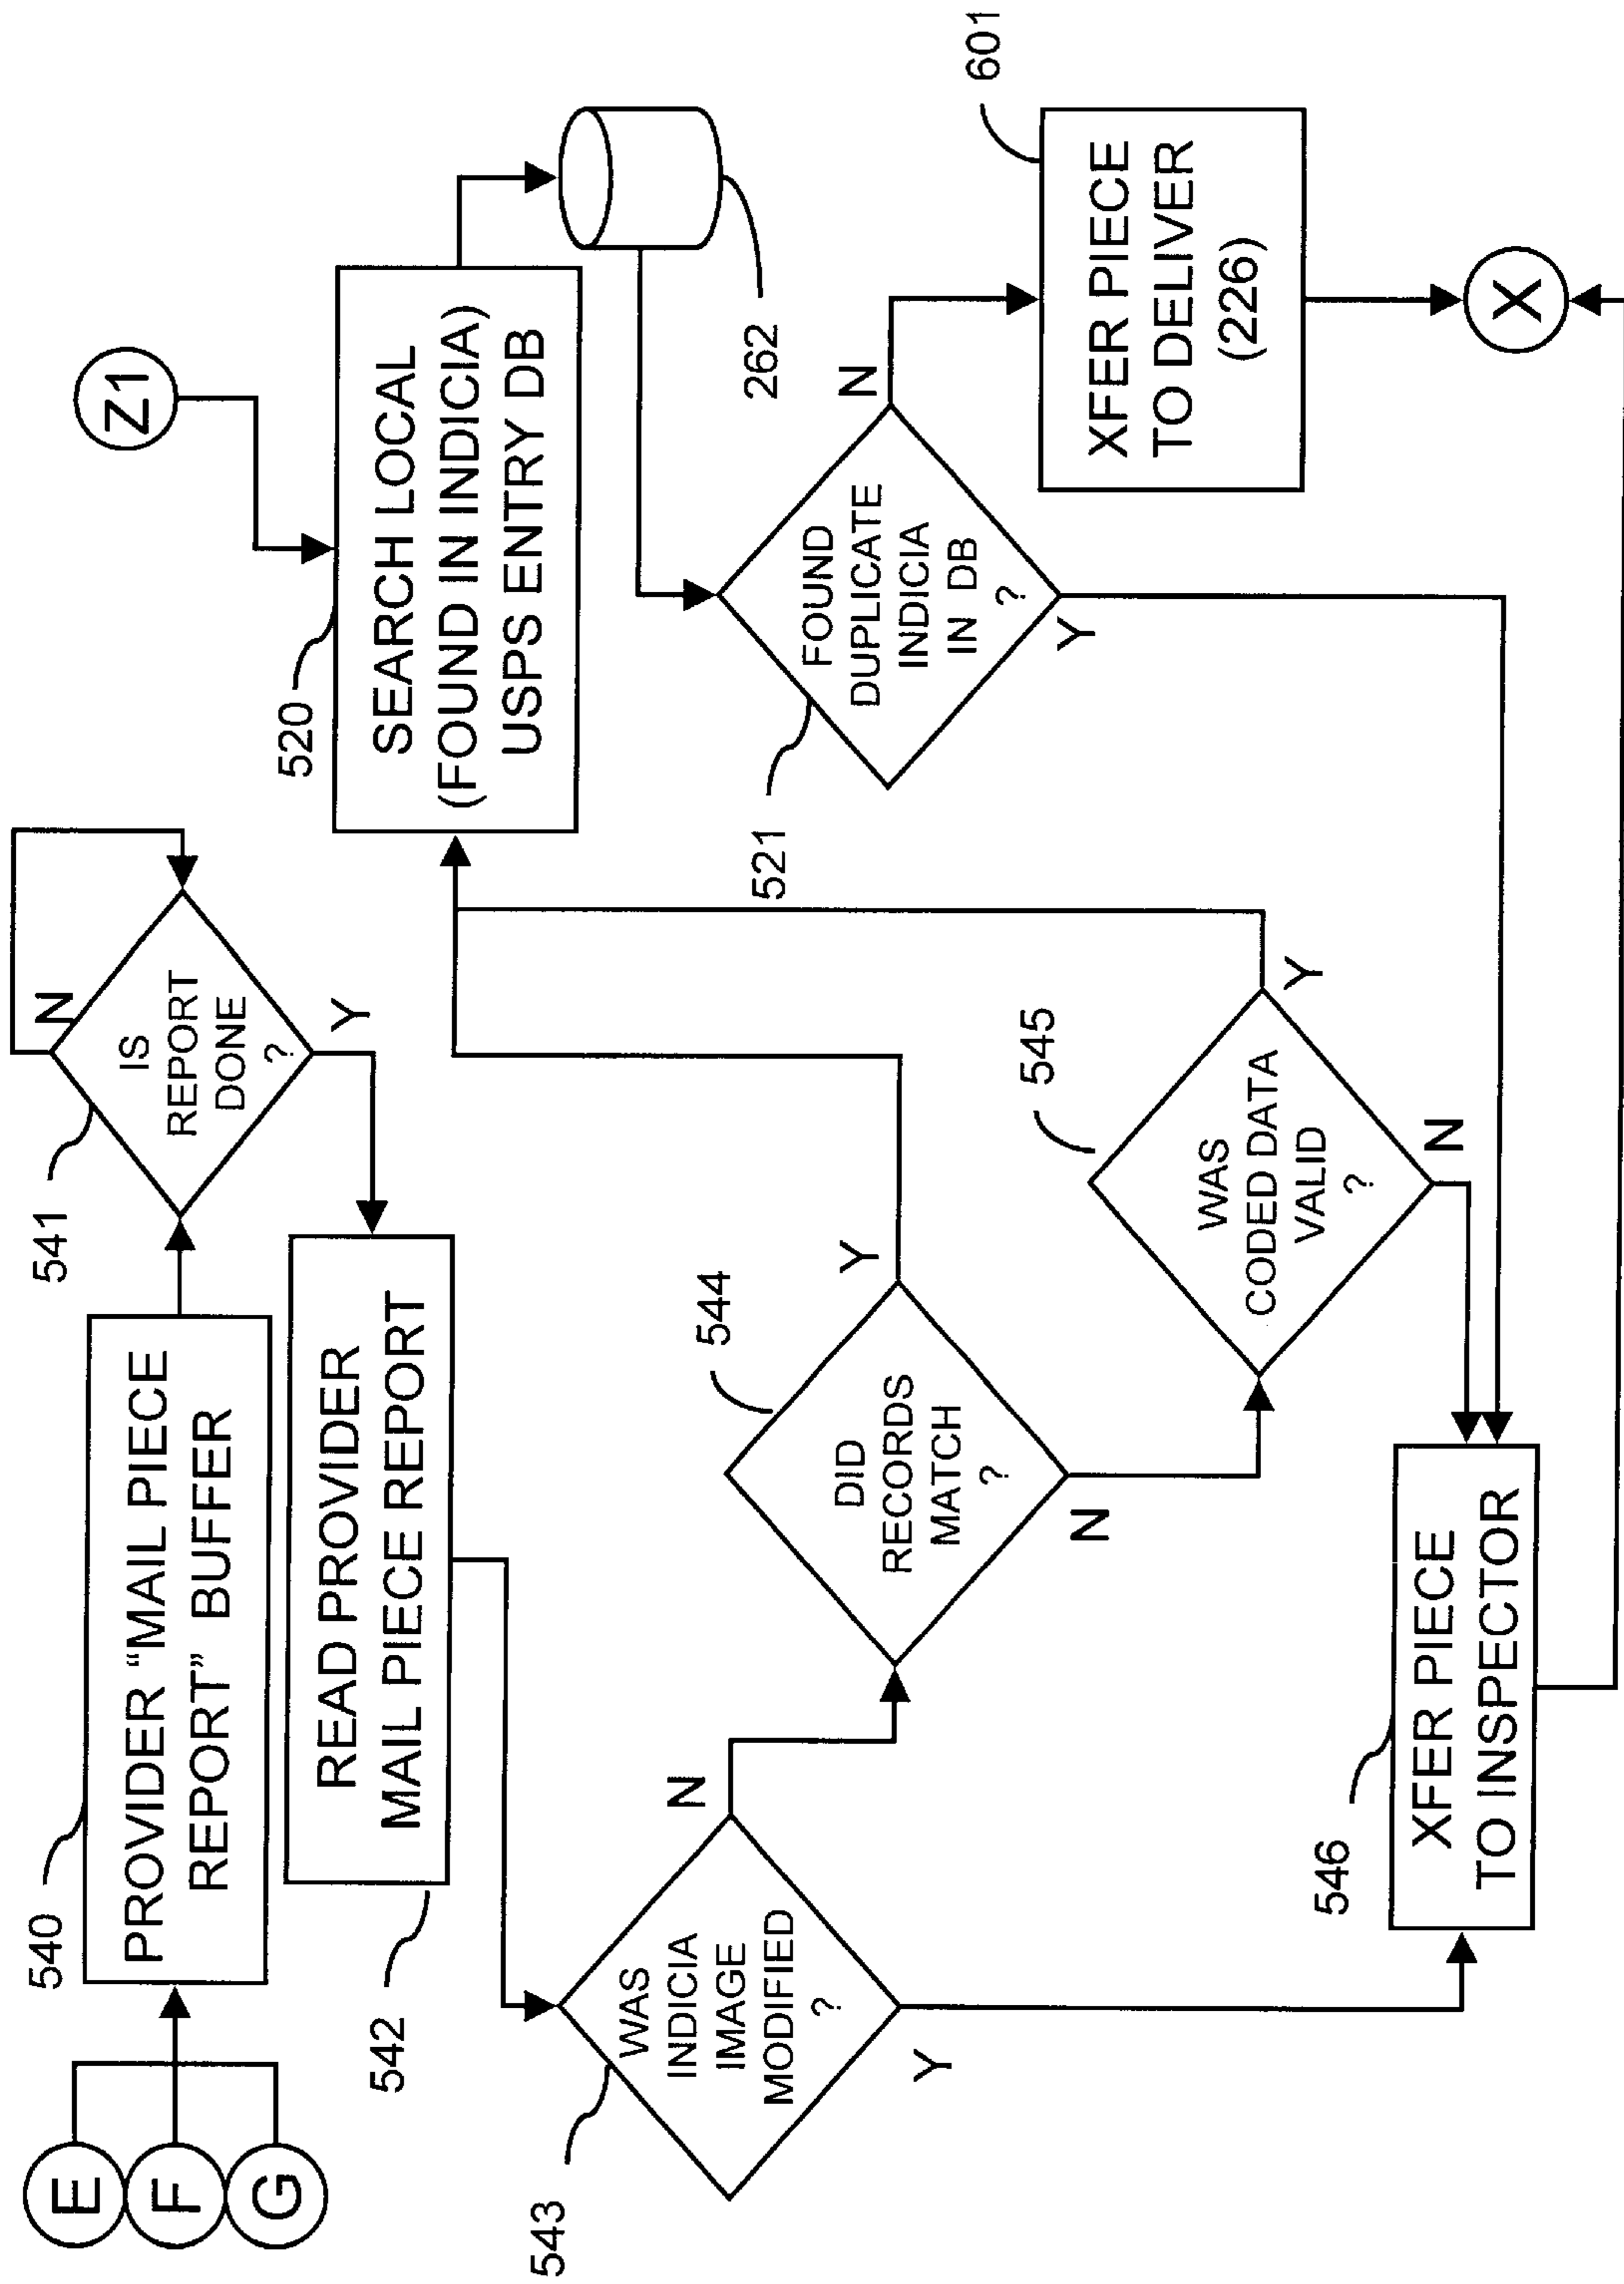 E
F
G
540
PROVIDER “MAIL PIECE
REPORT” BUFFER
541
IS
REPORT
DONE
?
N
Y
542
READ PROVIDER
MAIL PIECE REPORT
543
WAS
INDICIA
IMAGE
MODIFIED
?
N
Y
544
DID
RECORDS
MATCH
?
Y
N
545
WAS
CODED DATA
VALID
?
Y
N
546
XFER PIECE
TO INSPECTOR
Z1
520
SEARCH LOCAL
(FOUND IN INDICIA)
USPS ENTRY DB
262
521
FOUND
DUPLICATE
INDICIA
IN DB
?
N
Y
601
XFER PIECE
TO DELIVER
(226)
X